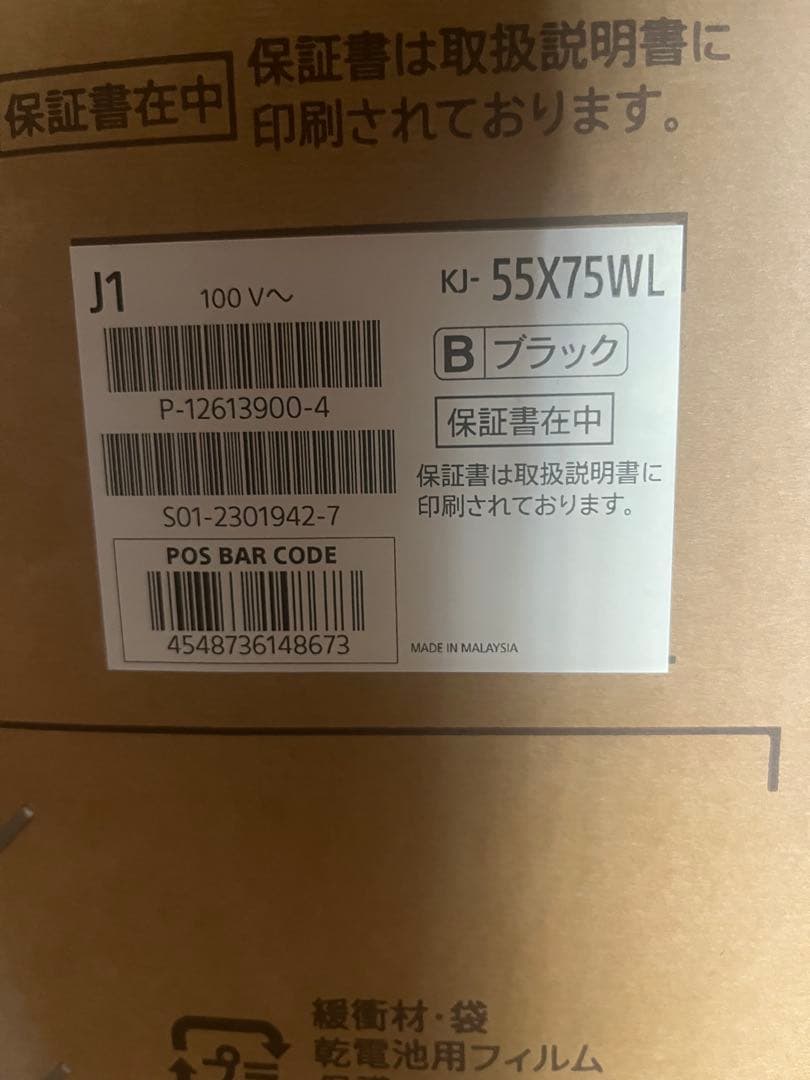 保証書在中
保証書は取扱説明書に
印刷されております。
J1
100 V～
KJ- 55X75WL
B ブラック
P-12613900-4
保証書在中
保証書は取扱説明書に
印刷されております。
S01-2301942-7
POS BAR CODE
4548736148673
MADE IN MALAYSIA
緩衝材・袋
プ
乾電池用フィルム